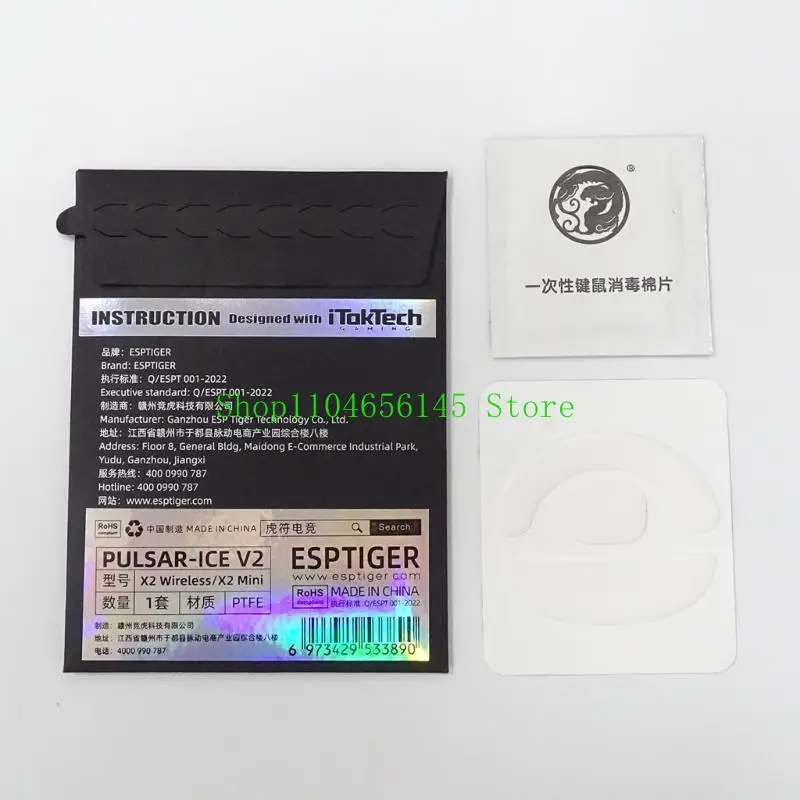 INSTRUCTION Designed with iTakTech
GAMING
品牌：ESPTIGER
Brand: ESPTIGER
执行标准：Q/ESPT 001-2022
Executive standard: Q/ESPT 001-2022
制造商：赣州竞虎科技有限公司
Manufacturer: Ganzhou ESP Tiger Technology Co., Ltd.
地址：江西省赣州市于都县脉动电商产业园综合楼八楼
Address: Floor 8, General Bldg, Maidong E-Commerce Industrial Park,
Yudu, Ganzhou, Jiangxi
服务热线：400 0990 787
Hotline: 400 0990 787
网站：www.esptiger.com
RoHS
compliant
中国制造 MADE IN CHINA
虎符电竞
Search
PULSAR-ICE V2
型号 X2 Wireless/X2 Mini
数量 1套 材质 PTFE
ESPTIGER
www.esptiger.com
RoHS
compliant
MADE IN CHINA
执行标准: Q/ESPT 001-2022
制造：赣州竞虎科技有限公司
地址：江西省赣州市于都县脉动电商产业园综合楼八楼
电话：4000 990 787
6 973429 533890
®
一次性键鼠消毒棉片
Shop1104656145 Store